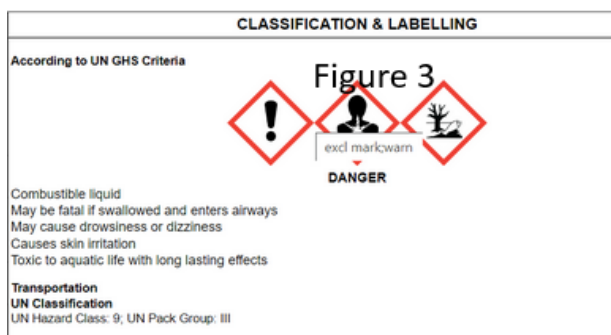 CLASSIFICATION & LABELLING
According to UN GHS Criteria
Figure 3
excl mark;warn
DANGER
Combustible liquid
May be fatal if swallowed and enters airways
May cause drowsiness or dizziness
Causes skin irritation
Toxic to aquatic life with long lasting effects
Transportation
UN Classification
UN Hazard Class: 9; UN Pack Group: III